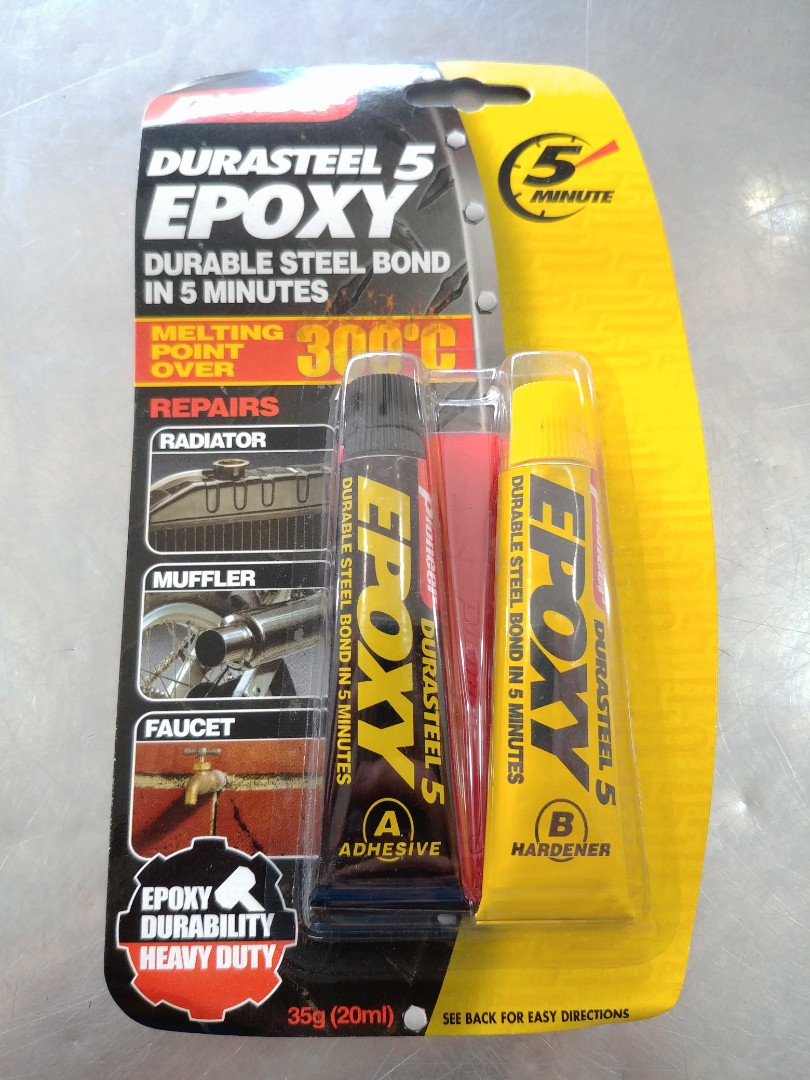 DURASTEEL 5
EPOXY
DURABLE STEEL BOND
IN 5 MINUTES
MELTING
POINT
OVER
300°C
5
MINUTE
REPAIRS
RADIATOR
MUFFLER
FAUCET
EPOXY
DURABILITY
HEAVY DUTY
Pioneer
DURASTEEL 5
EPOXY
DURABLE STEEL BOND IN 5 MINUTES
A
ADHESIVE
Pioneer
DURASTEEL 5
EPOXY
DURABLE STEEL BOND IN 5 MINUTES
B
HARDENER
35g (20ml)
SEE BACK FOR EASY DIRECTIONS